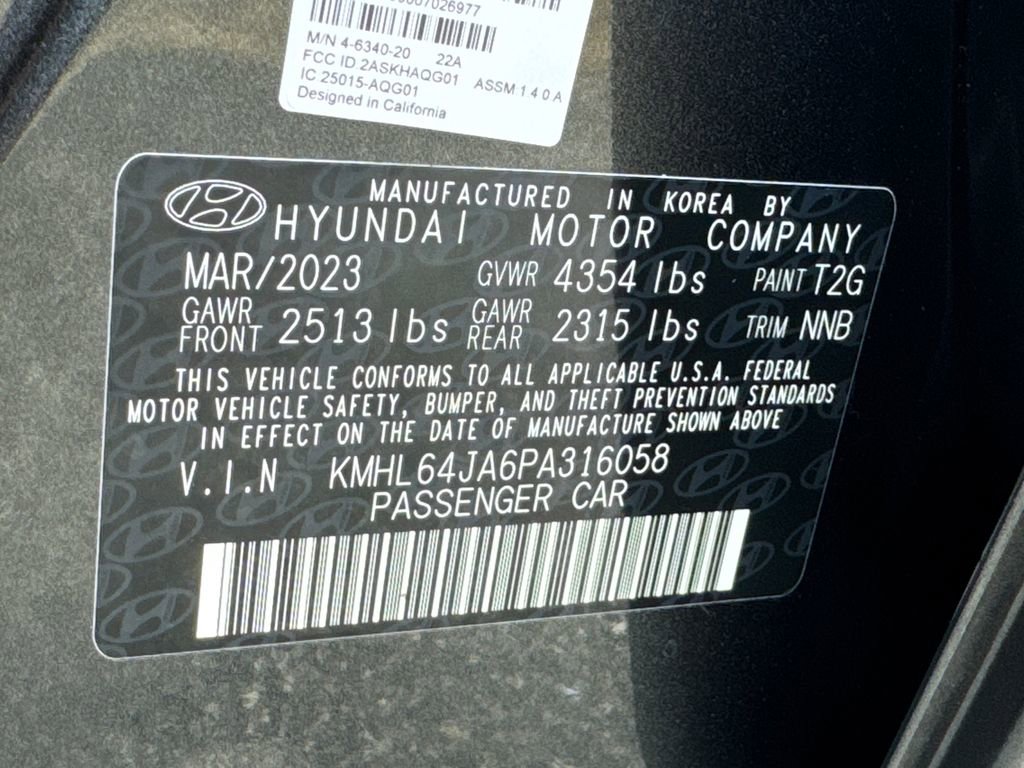 M/N 4-6340-20 22A
FCC ID 2ASKHAQG01 ASSM 1 4 0 A
IC 25015-AQG01
Designed in California
MANUFACTURED IN KOREA BY
HYUNDAI MOTOR COMPANY
MAR/2023 GVWR 4354 lbs PAINT T2G
GAWR FRONT 2513 lbs GAWR REAR 2315 lbs TRIM NNB
THIS VEHICLE CONFORMS TO ALL APPLICABLE U.S.A. FEDERAL
MOTOR VEHICLE SAFETY, BUMPER, AND THEFT PREVENTION STANDARDS
IN EFFECT ON THE DATE OF MANUFACTURE SHOWN ABOVE
V.I.N KMHL64JA6PA316058
PASSENGER CAR